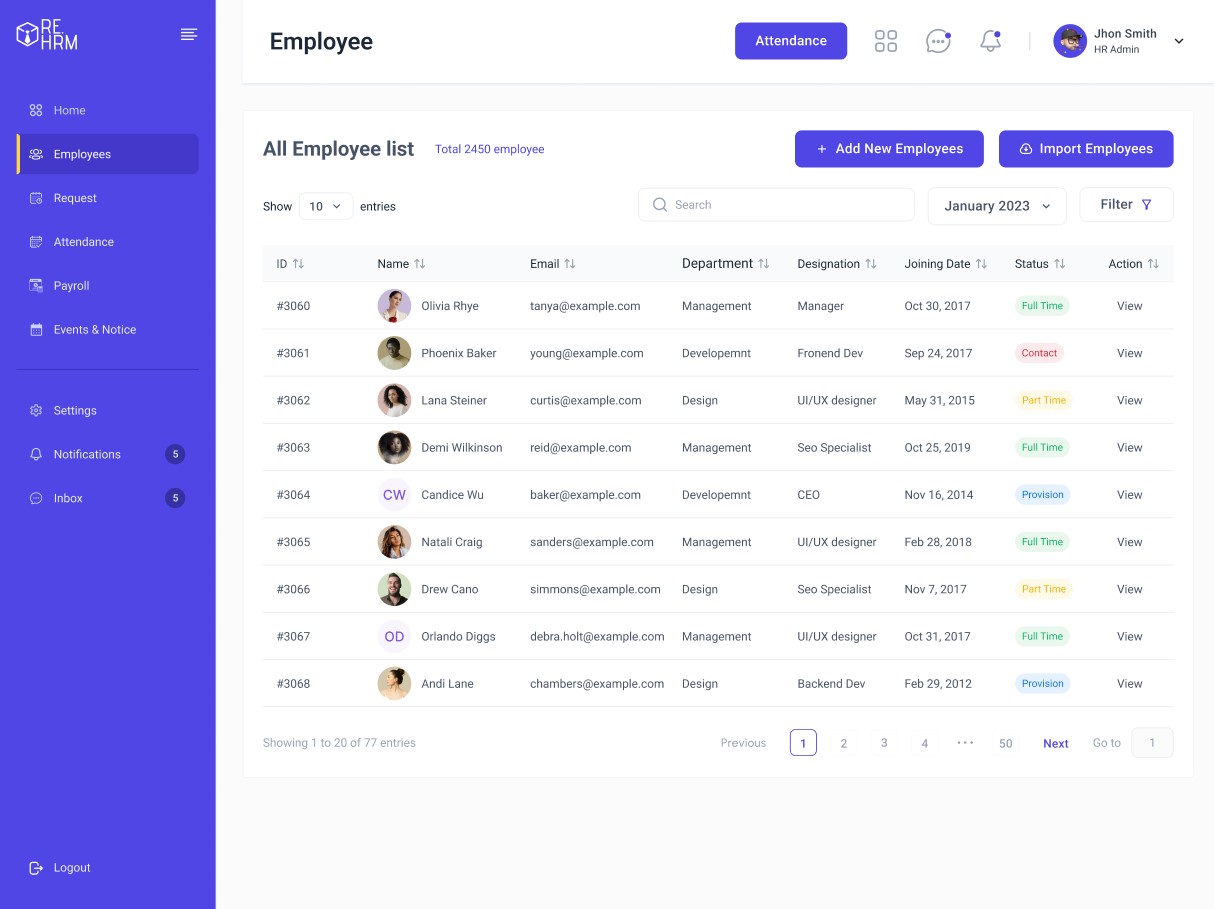 RE.
HRM
Home
Employees
Request
Attendance
Payroll
Events & Notice
Settings
Notifications 5
Inbox 5
Logout
Employee
Attendance
Jhon Smith
HR Admin
All Employee list Total 2450 employee
+ Add New Employees
Import Employees
Show 10 entries
Search
January 2023
Filter
ID Name Email Department Designation Joining Date Status Action
#3060 Olivia Rhye tanya@example.com Management Manager Oct 30, 2017 Full Time View
#3061 Phoenix Baker young@example.com Developemnt Fronend Dev Sep 24, 2017 Contact View
#3062 Lana Steiner curtis@example.com Design UI/UX designer May 31, 2015 Part Time View
#3063 Demi Wilkinson reid@example.com Management Seo Specialist Oct 25, 2019 Full Time View
#3064 CW Candice Wu baker@example.com Developemnt CEO Nov 16, 2014 Provision View
#3065 Natali Craig sanders@example.com Management UI/UX designer Feb 28, 2018 Full Time View
#3066 Drew Cano simmons@example.com Design Seo Specialist Nov 7, 2017 Part Time View
#3067 OD Orlando Diggs debra.holt@example.com Management UI/UX designer Oct 31, 2017 Full Time View
#3068 Andi Lane chambers@example.com Design Backend Dev Feb 29, 2012 Provision View
Showing 1 to 20 of 77 entries
Previous 1 2 3 4 ... 50 Next Go to 1